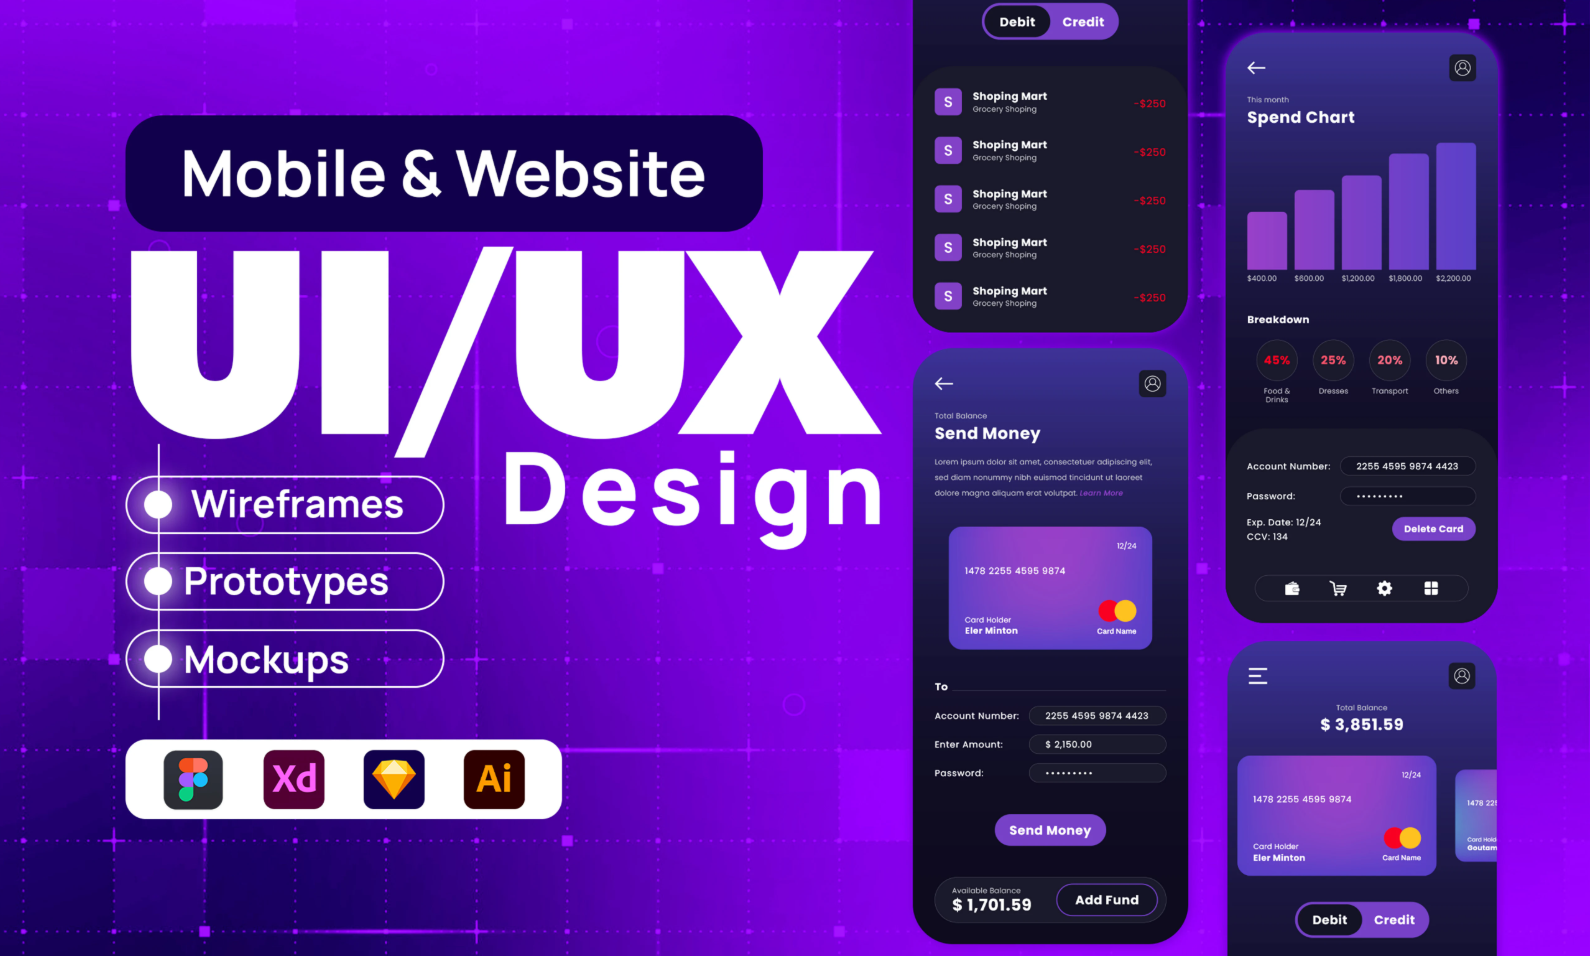 Mobile & Website
UI/UX
Design
Wireframes
Prototypes
Mockups
Xd
Ai
Debit Credit
S Shoping Mart -$250
Grocery Shoping
S Shoping Mart -$250
Grocery Shoping
S Shoping Mart -$250
Grocery Shoping
S Shoping Mart -$250
Grocery Shoping
S Shoping Mart -$250
Grocery Shoping
Total Balance
Send Money
Lorem ipsum dolor sit amet, consectetuer adipiscing elit,
sed diam nonummy nibh euismod tincidunt ut laoreet
dolore magna aliquam erat volutpat. Learn More
12/24
1478 2255 4595 9874
Card Holder
Eler Minton
Card Name
To
Account Number: 2255 4595 9874 4423
Enter Amount: $ 2,150.00
Password: •••••••••
Send Money
Available Balance
$ 1,701.59
Add Fund
This month
Spend Chart
$400.00 $600.00 $1,200.00 $1,800.00 $2,200.00
Breakdown
45% 25% 20% 10%
Food & Dresses Transport Others
Drinks
Account Number: 2255 4595 9874 4423
Password: •••••••••
Exp. Date: 12/24
CCV: 134
Delete Card
Total Balance
$ 3,851.59
12/24
1478 2255 4595 9874
Card Holder
Eler Minton
Card Name
1478 221
Card Hold
Goutam
Debit Credit